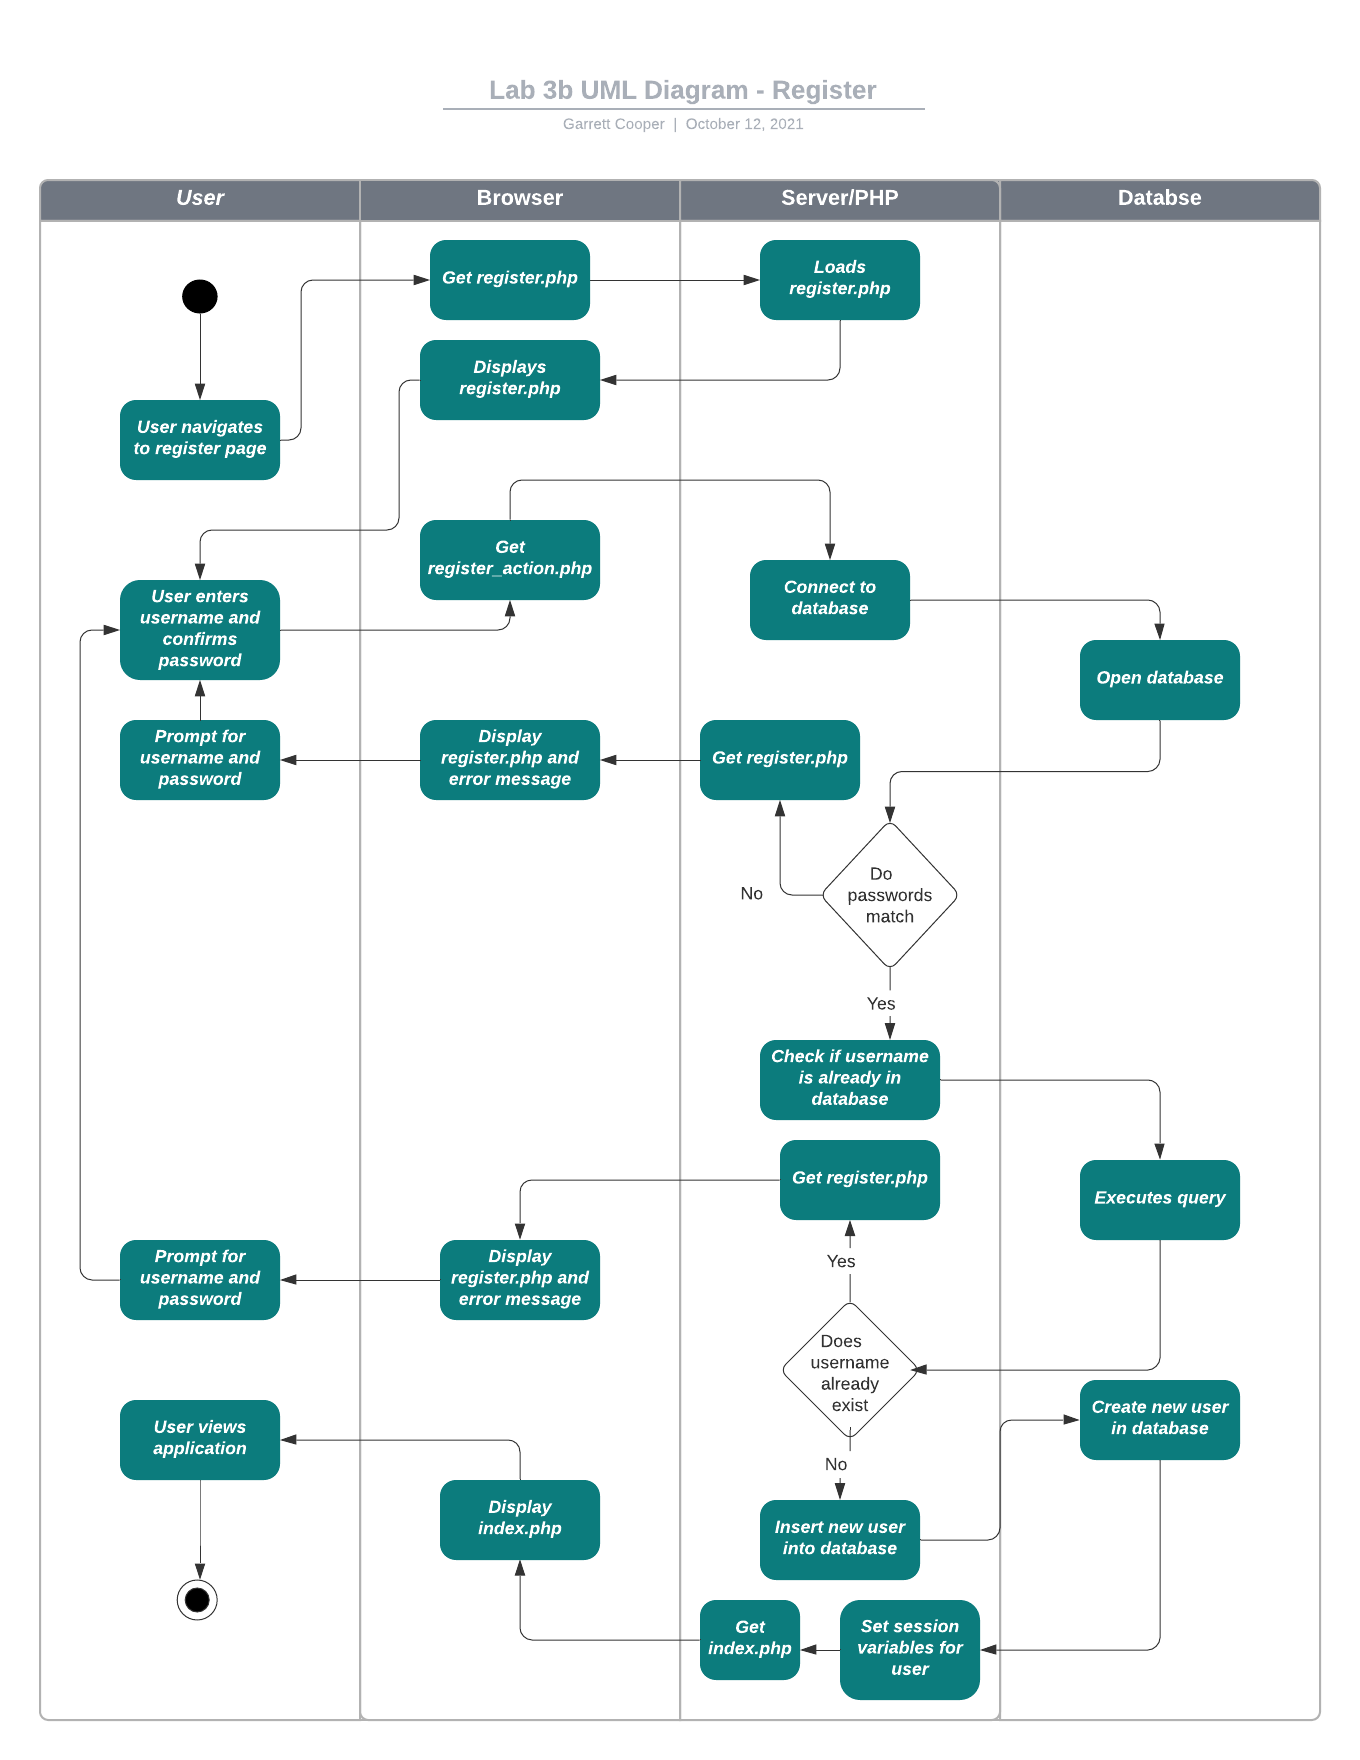 Lab 3b UML Diagram - Register
Garrett Cooper | October 12, 2021
User
Browser
Server/PHP
Databse
Get register.php
Loads
register.php
Displays
register.php
User navigates
to register page
Get
register_action.php
Connect to
database
User enters
username and
confirms
password
Open database
Prompt for
username and
password
Display
register.php and
error message
Get register.php
Do
passwords
match
No
Yes
Check if username
is already in
database
Get register.php
Executes query
Yes
Prompt for
username and
password
Display
register.php and
error message
Does
username
already
exist
Create new user
in database
User views
application
No
Display
index.php
Insert new user
into database
Get
index.php
Set session
variables for
user